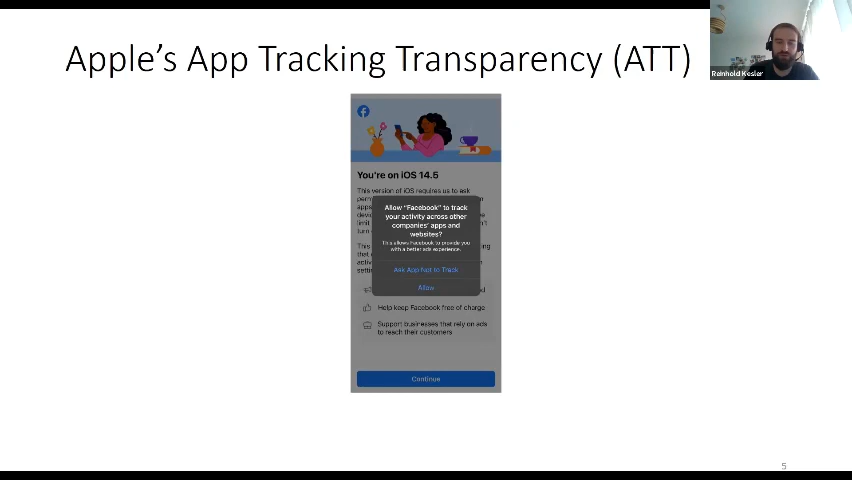 Apple's App Tracking Transparency (ATT)
Reinhold Kesler
You're on iOS 14.5
This version of iOS requires us to ask
Allow "Facebook" to track
your activity across other
companies' apps and
websites?
This allows Facebook to provide you
with a better ads experience.
Ask App Not to Track
Allow
Help keep Facebook free of charge
Support businesses that rely on ads
to reach their customers
Continue
5